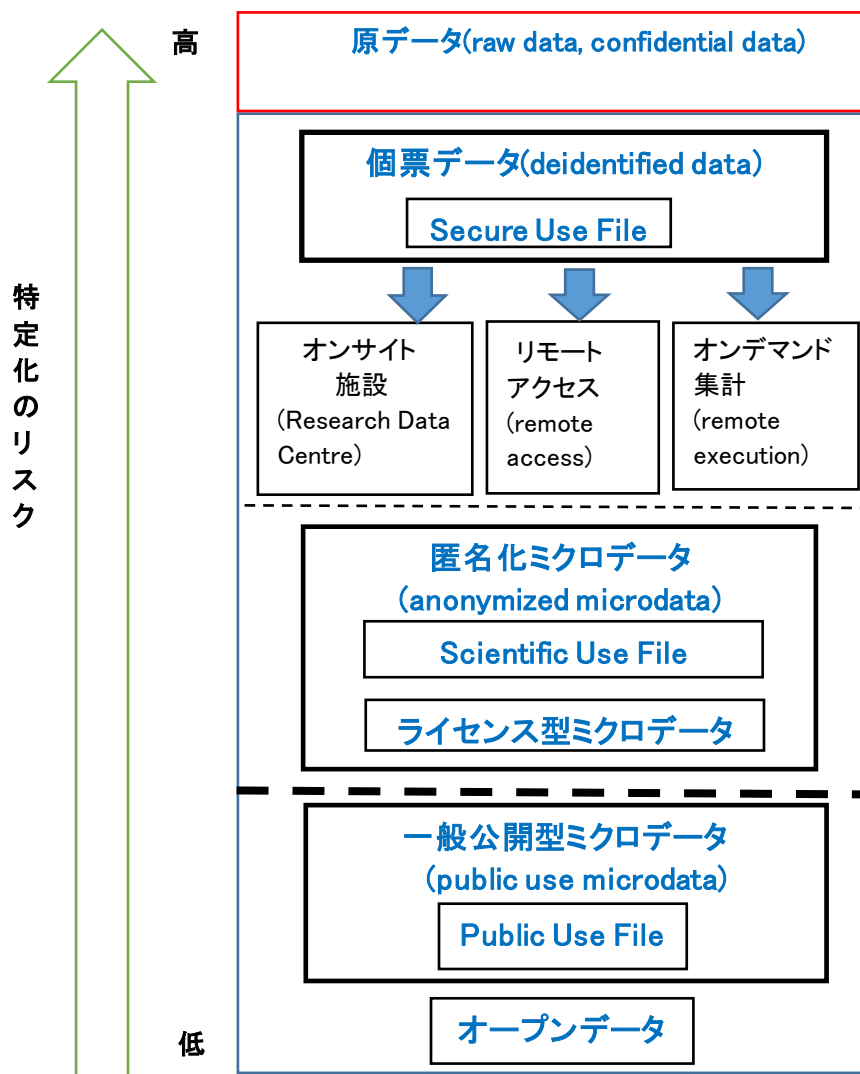 高
原データ(raw data, confidential data)
個票データ(deidentified data)
Secure Use File
特定化のリスク
オンサイト
施設
(Research Data
Centre)
リモート
アクセス
(remote
access)
オンデマンド
集計
(remote
execution)
匿名化ミクロデータ
(anonymized microdata)
Scientific Use File
ライセンス型ミクロデータ
一般公開型ミクロデータ
(public use microdata)
Public Use File
オープンデータ
低